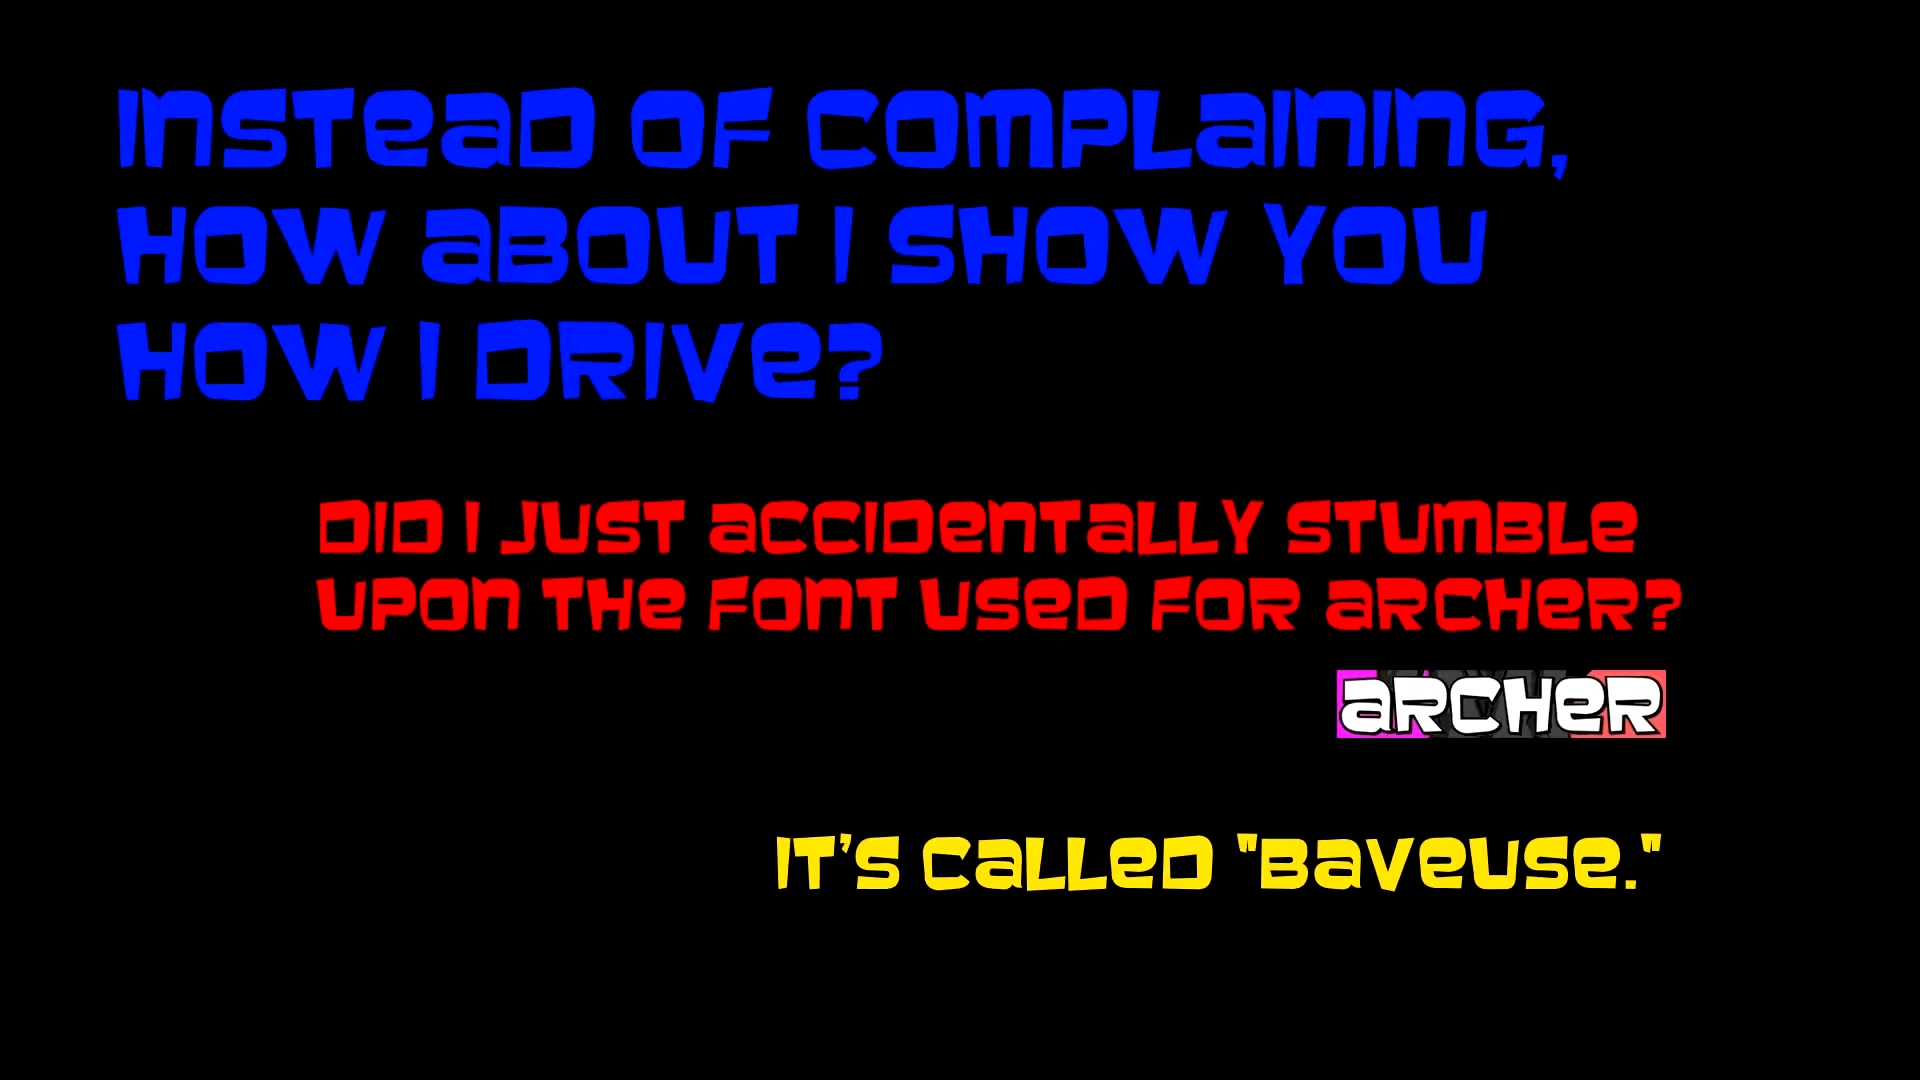 Instead of complaining,
how about I show you
how I drive?
Did I just accidentally stumble
upon the font used for Archer?
ARCHER
It's called "Baveuse."